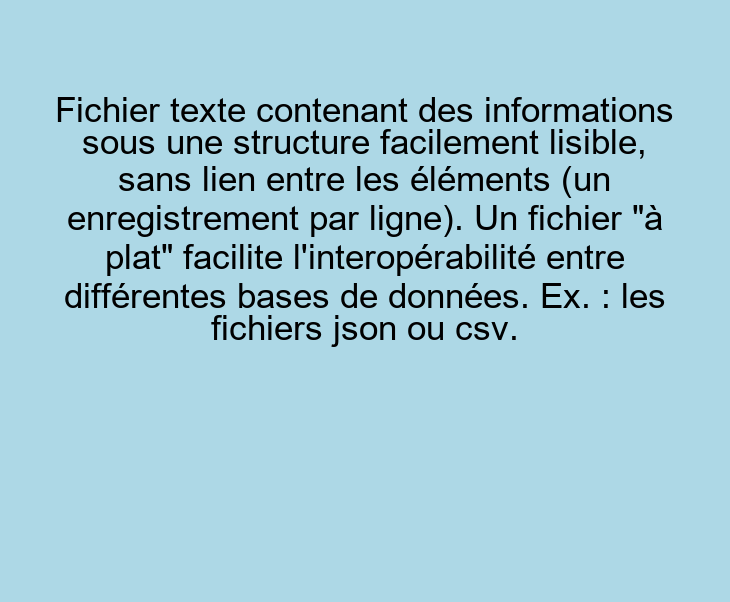 Fichier texte contenant des informations
sous une structure facilement lisible,
sans lien entre les éléments (un
enregistrement par ligne). Un fichier "à
plat" facilite l'interopérabilité entre
différentes bases de données. Ex. : les
fichiers json ou csv.